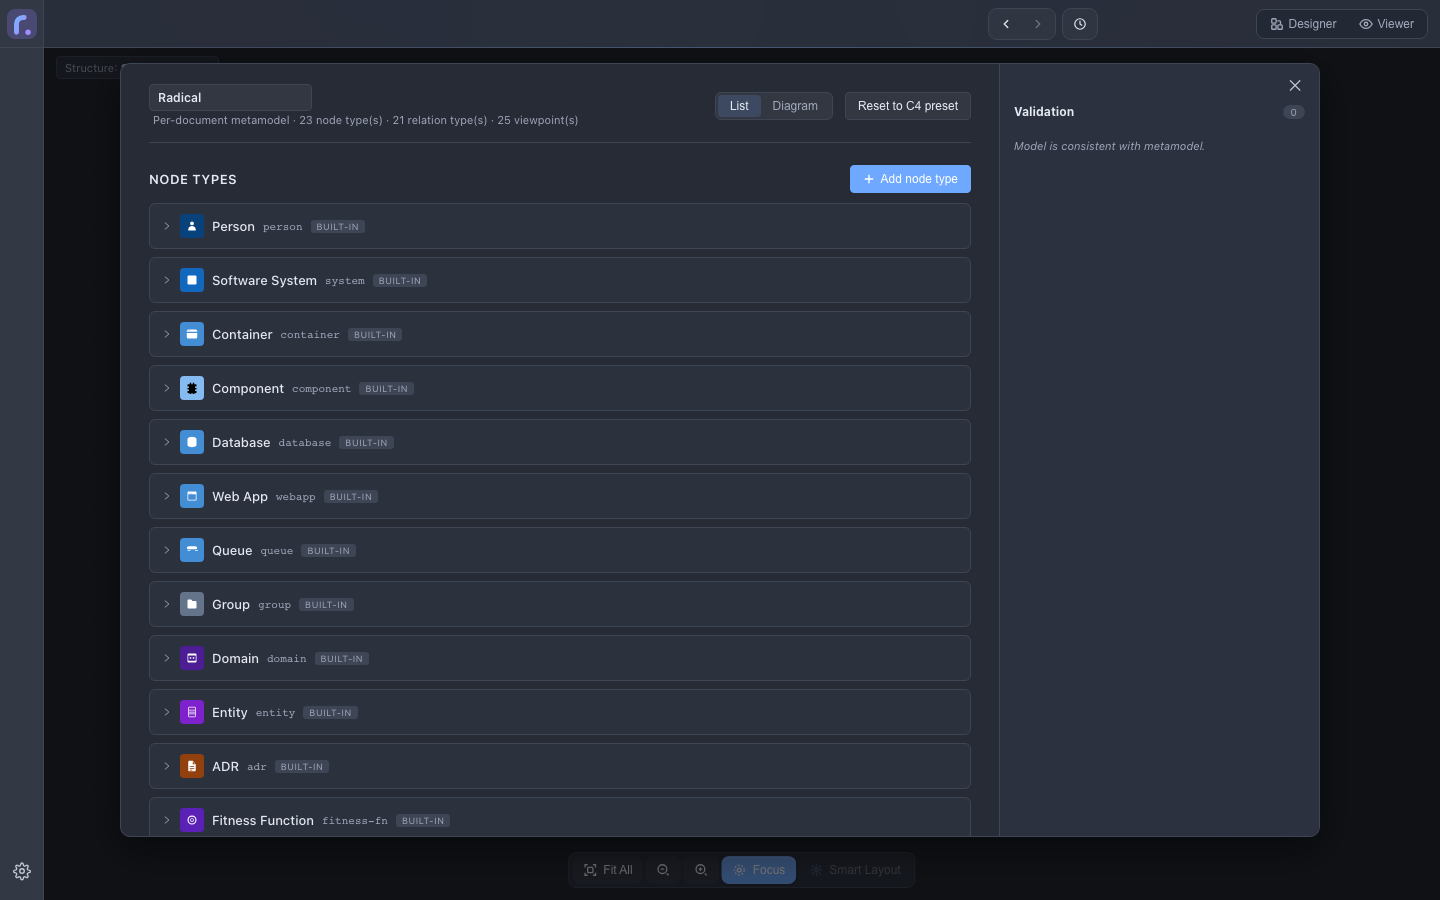 Designer
Viewer
Structure:
Radical
Per-document metamodel · 23 node type(s) · 21 relation type(s) · 25 viewpoint(s)
List
Diagram
Reset to C4 preset
Validation
0
Model is consistent with metamodel.
NODE TYPES
+ Add node type
Person person BUILT-IN
Software System system BUILT-IN
Container container BUILT-IN
Component component BUILT-IN
Database database BUILT-IN
Web App webapp BUILT-IN
Queue queue BUILT-IN
Group group BUILT-IN
Domain domain BUILT-IN
Entity entity BUILT-IN
ADR adr BUILT-IN
Fitness Function fitness-fn BUILT-IN
Fit All
Focus
Smart Layout